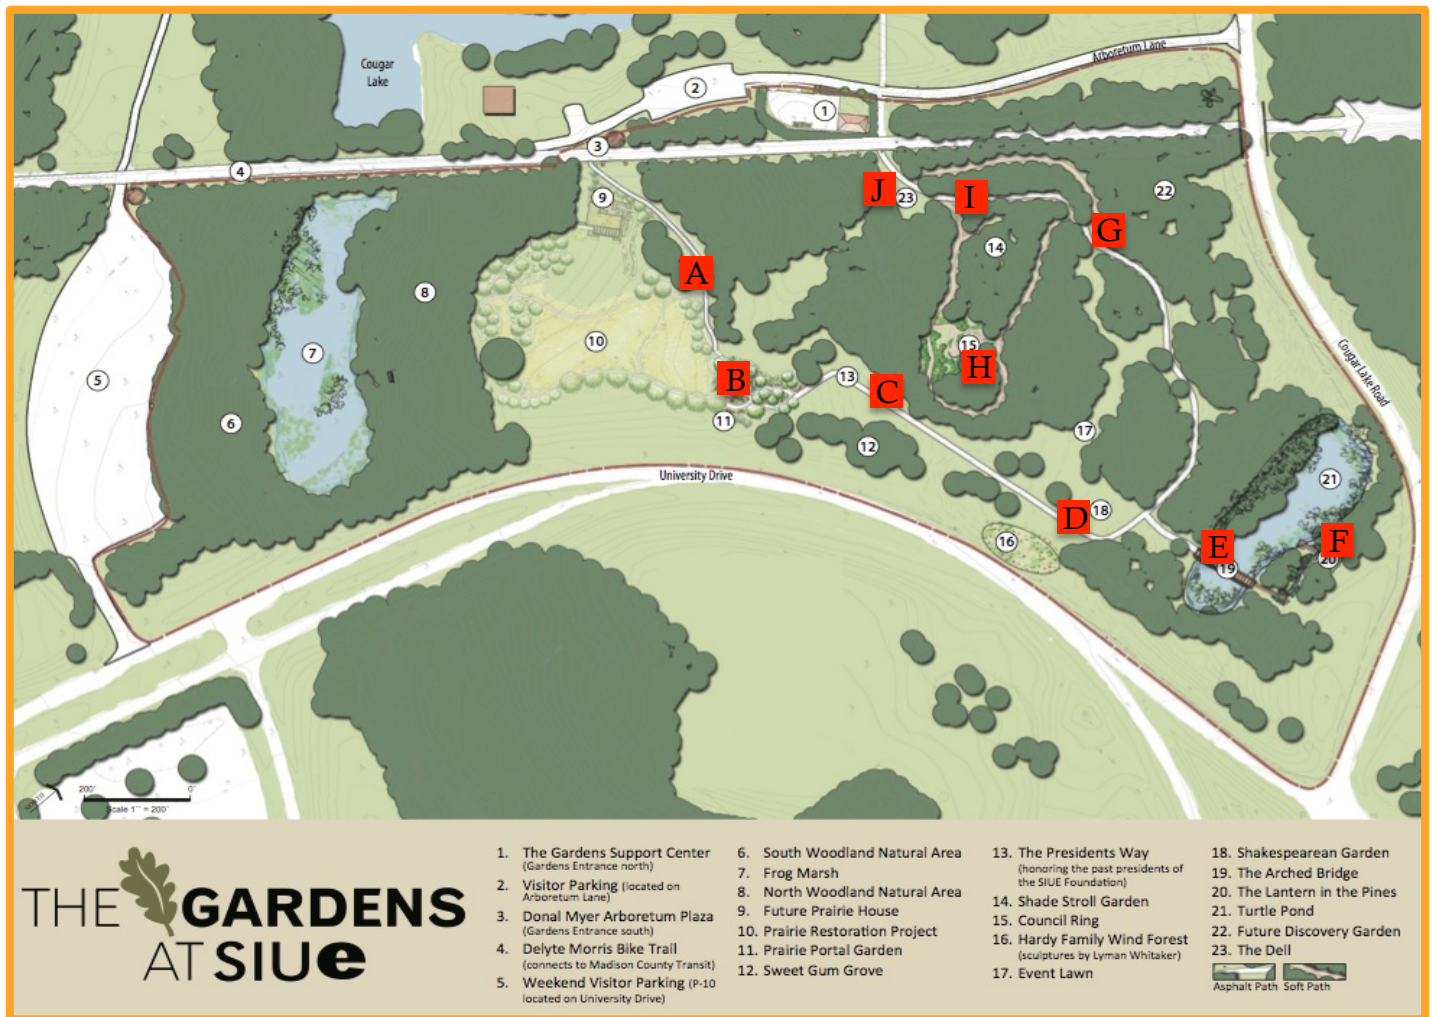 Cougar
Lake
Arboretum Lane
2
1
3
4
J
23
I
22
9
G
14
A
8
10
7
15
H
5
B
13
C
Cougar Lake Road
6
11
12
17
University Drive
21
D
18
16
E
F
19
20
200'
0'
Scale 1" = 200'
THE GARDENS
AT SIUe
1. The Gardens Support Center
(Gardens Entrance north)
2. Visitor Parking (located on
Arboretum Lane)
3. Donal Myer Arboretum Plaza
(Gardens Entrance south)
4. Delyte Morris Bike Trail
(connects to Madison County Transit)
5. Weekend Visitor Parking (P-10
located on University Drive)
6. South Woodland Natural Area
7. Frog Marsh
8. North Woodland Natural Area
9. Future Prairie House
10. Prairie Restoration Project
11. Prairie Portal Garden
12. Sweet Gum Grove
13. The Presidents Way
(honoring the past presidents of
the SIUE Foundation)
14. Shade Stroll Garden
15. Council Ring
16. Hardy Family Wind Forest
(sculptures by Lyman Whitaker)
17. Event Lawn
18. Shakespearean Garden
19. The Arched Bridge
20. The Lantern in the Pines
21. Turtle Pond
22. Future Discovery Garden
23. The Dell
Asphalt Path Soft Path